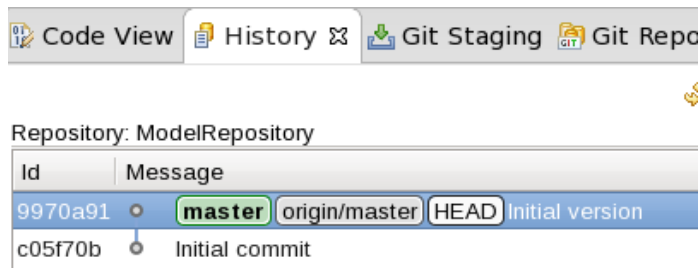 Code View History Git Staging Git Repo
Repository: ModelRepository
Id Message
9970a91 master origin/master HEAD Initial version
c05f70b Initial commit